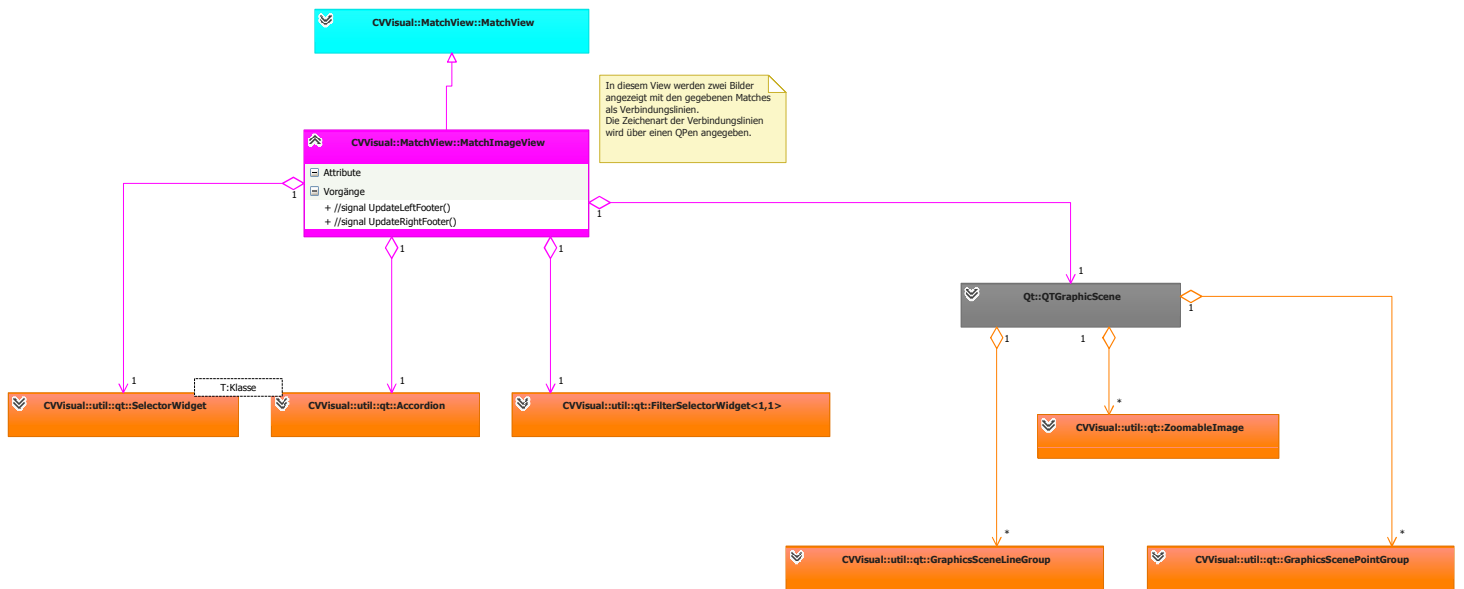 CVVisual::MatchView::MatchView
In diesem View werden zwei Bilder
angezeigt mit den gegebenen Matches
als Verbindungslinien.
Die Zeichenart der Verbindungslinien
wird über einen QPen angegeben.
CVVisual::MatchView::MatchImageView
Attribute
Vorgänge
+ //signal UpdateLeftFooter()
+ //signal UpdateRightFooter()
1
1
1
1
1
Qt::QTGraphicScene
1
1
1
1
1
1
T:Klasse
CVVisual::util::qt::SelectorWidget
CVVisual::util::qt::Accordion
CVVisual::util::qt::FilterSelectorWidget<1,1>
*
CVVisual::util::qt::ZoomableImage
*
*
CVVisual::util::qt::GraphicsSceneLineGroup
CVVisual::util::qt::GraphicsScenePointGroup